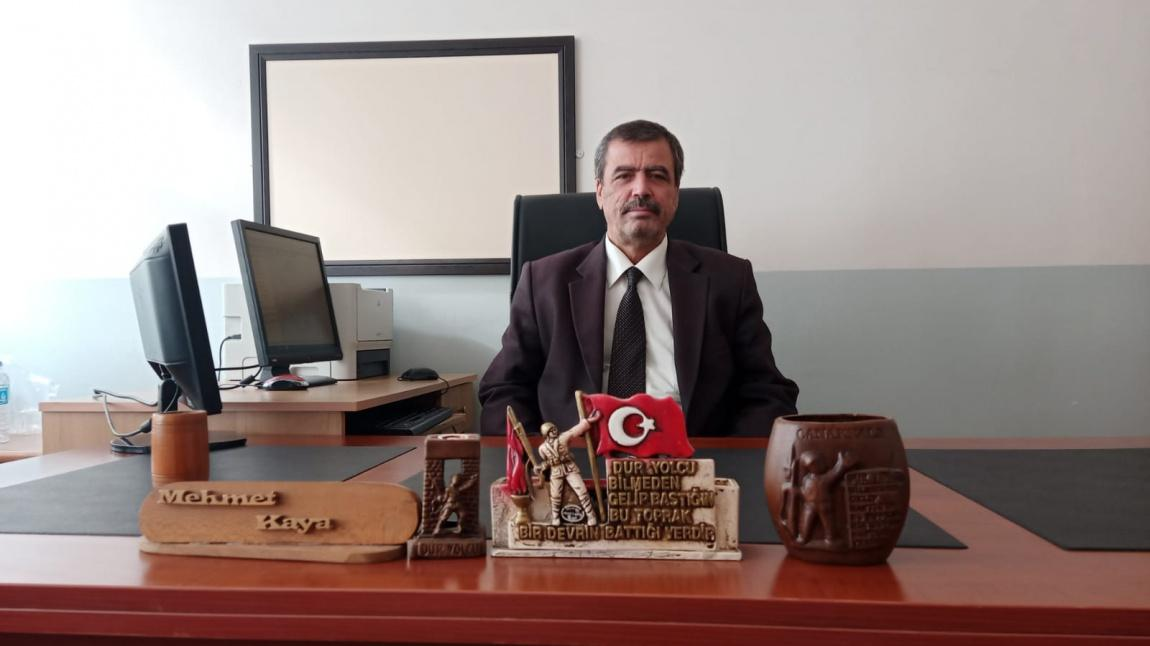 Mehmet
Kaya
DUR YOLCU
DUR YOLCU
BİLMEDEN
GELİP BASTIĞIN
BU TOPRAK
BİR DEVRİN BATTIĞI YERDİR